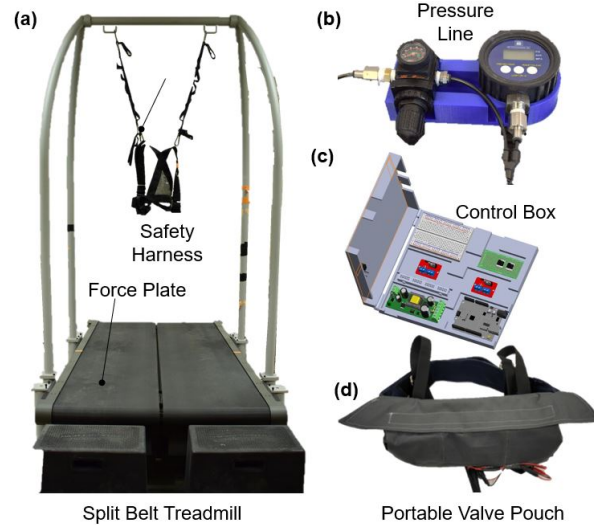 (a)
Safety
Harness
Force Plate
Split Belt Treadmill
(b)
Pressure
Line
(c)
Control Box
(d)
Portable Valve Pouch